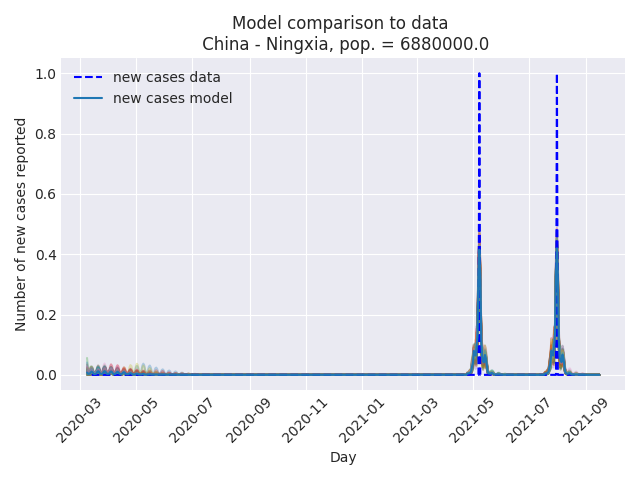 Model comparison to data
China - Ningxia, pop. = 6880000.0
new cases data
new cases model
Number of new cases reported
1.0
0.8
0.6
0.4
0.2
0.0
2020-03
2020-05
2020-07
2020-09
2020-11
2021-01
2021-03
2021-05
2021-07
2021-09
Day